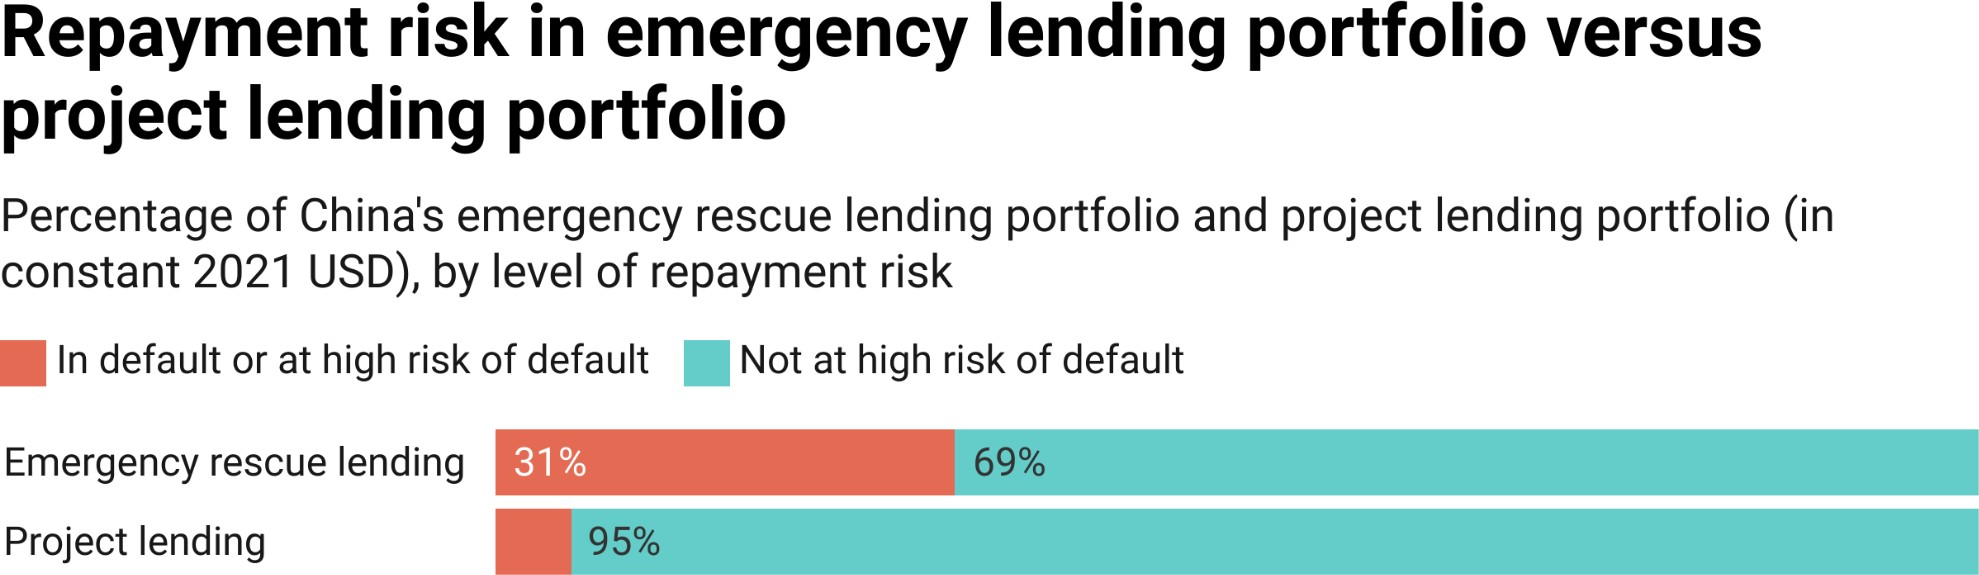 Repayment risk in emergency lending portfolio versus
project lending portfolio
Percentage of China's emergency rescue lending portfolio and project lending portfolio (in
constant 2021 USD), by level of repayment risk
In default or at high risk of default Not at high risk of default
Emergency rescue lending 31% 69%
Project lending 95%